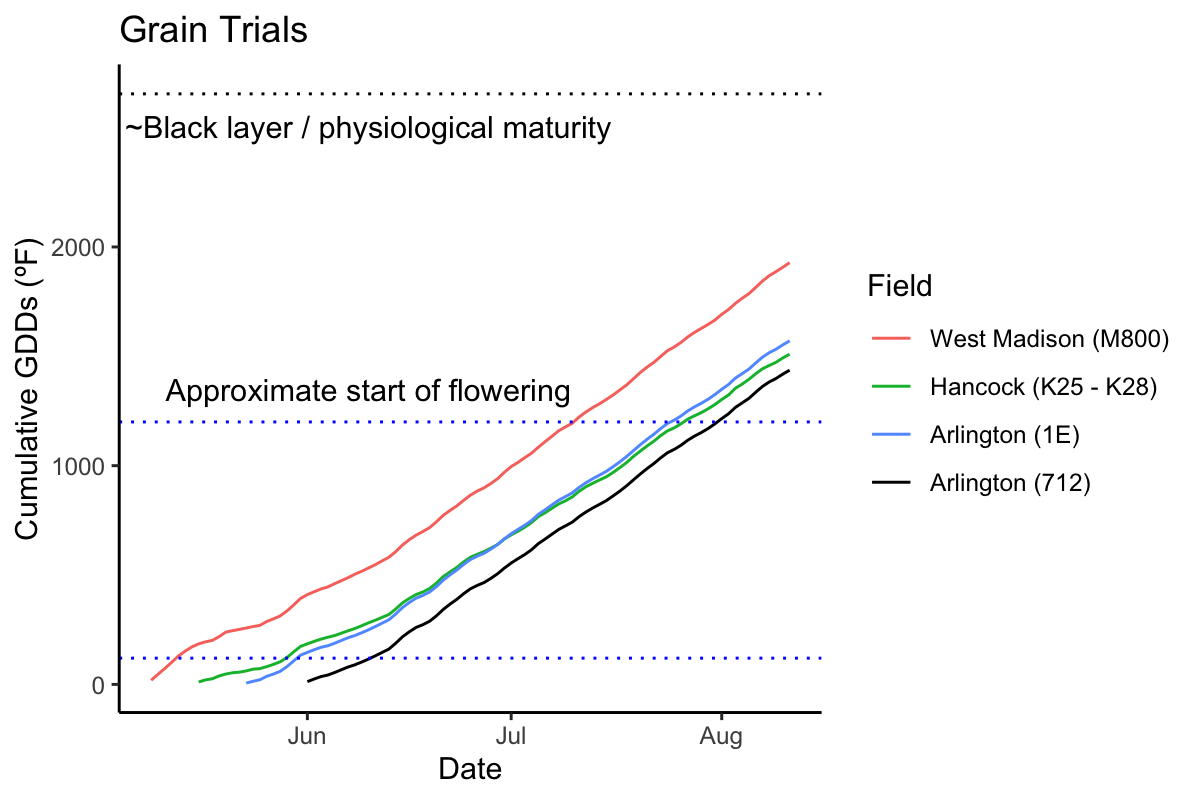 Grain Trials
~Black layer / physiological maturity
Approximate start of flowering
Cumulative GDDs (ºF)
2000
1000
0
Jun Jul Aug
Date
Field
West Madison (M800)
Hancock (K25 - K28)
Arlington (1E)
Arlington (712)